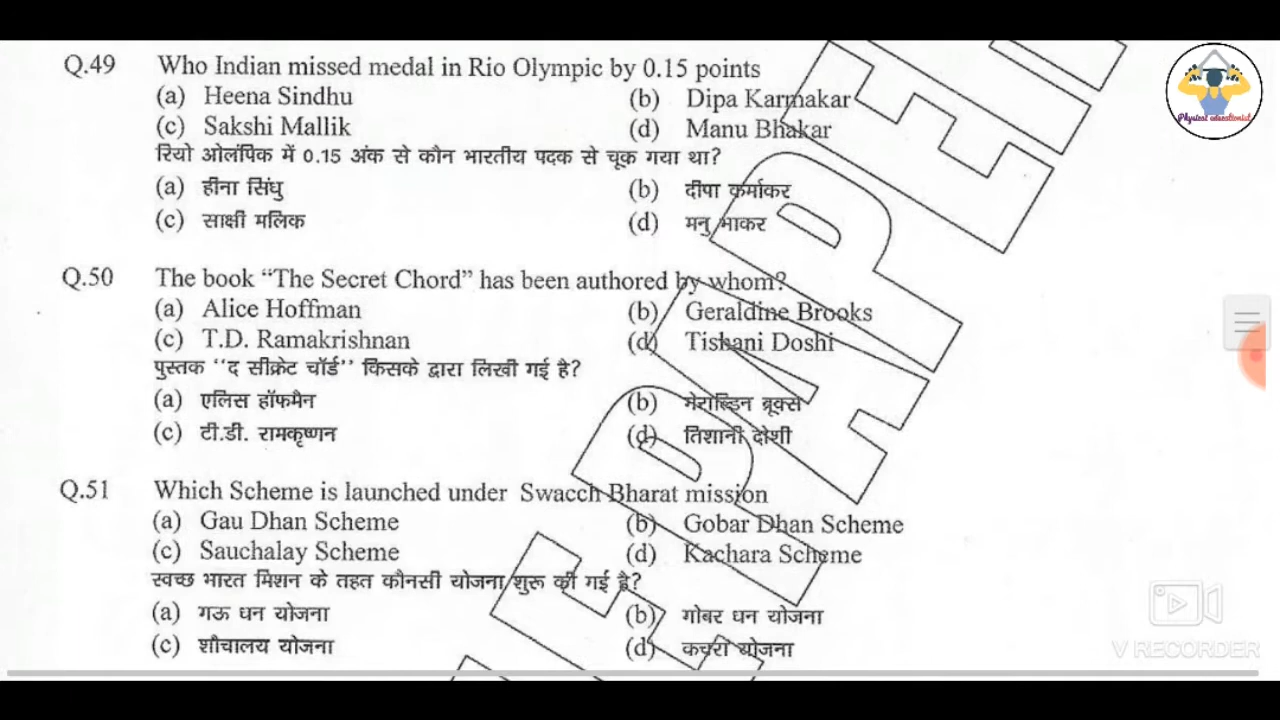 Q.49 Who Indian missed medal in Rio Olympic by 0.15 points
(a) Heena Sindhu (b) Dipa Karmakar
(c) Sakshi Mallik (d) Manu Bhakar
रियो ओलंपिक में 0.15 अंक से कौन भारतीय पदक से चूक गया था?
(a) हीना सिंधु (b) दीपा कर्माकर
(c) साक्षी मलिक (d) मनु भाकर
Q.50 The book “The Secret Chord” has been authored by whom?
(a) Alice Hoffman (b) Geraldine Brooks
(c) T.D. Ramakrishnan (d) Tishani Doshi
पुस्तक “द सीक्रेट चॉर्ड” किसके द्वारा लिखी गई है?
(a) एलिस हॉफमैन (b) मेराल्डिन ब्रूक्स
(c) टी.डी. रामकृष्णन (d) तिशानी दोशी
Q.51 Which Scheme is launched under Swacch Bharat mission
(a) Gau Dhan Scheme (b) Gobar Dhan Scheme
(c) Sauchalay Scheme (d) Kachara Scheme
स्वच्छ भारत मिशन के तहत कौनसी योजना शुरू की गई है?
(a) गऊ धन योजना (b) गोबर धन योजना
(c) शौचालय योजना (d) कचरी योजना
Physical educationist
V RECORDER